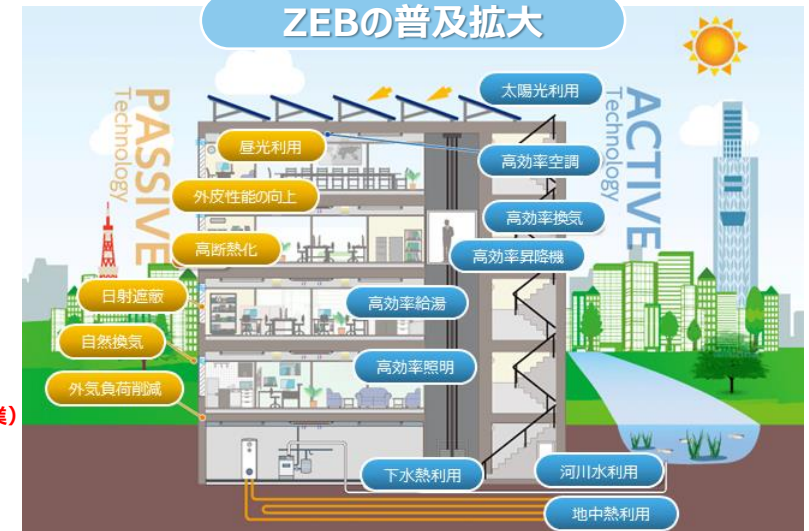 ZEBの普及拡大
PASSIVE
Technology
ACTIVE
Technology
太陽光利用
昼光利用
高効率空調
外皮性能の向上
高効率換気
高断熱化
高効率昇降機
日射遮蔽
高効率給湯
自然換気
高効率照明
外気負荷削減
業）
下水熱利用
河川水利用
地中熱利用